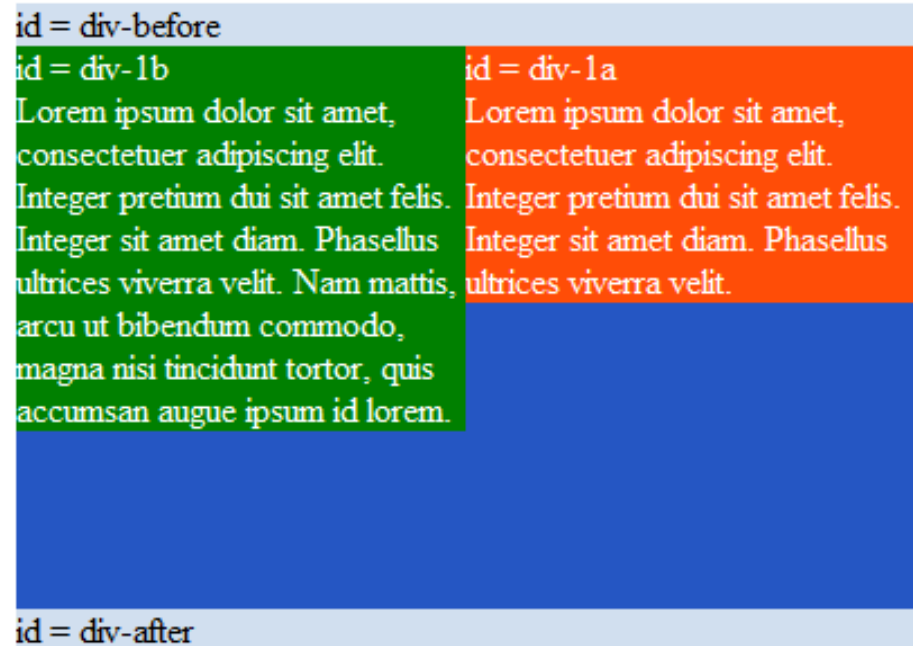 id = div-before
id = div-1b
Lorem ipsum dolor sit amet,
consectetuer adipiscing elit.
Integer pretium dui sit amet felis.
Integer sit amet diam. Phasellus
ultrices viverra velit. Nam mattis,
arcu ut bibendum commodo,
magna nisi tincidunt tortor, quis
accumsan augue ipsum id lorem.
id = div-1a
Lorem ipsum dolor sit amet,
consectetuer adipiscing elit.
Integer pretium dui sit amet felis.
Integer sit amet diam. Phasellus
ultrices viverra velit.
id = div-after